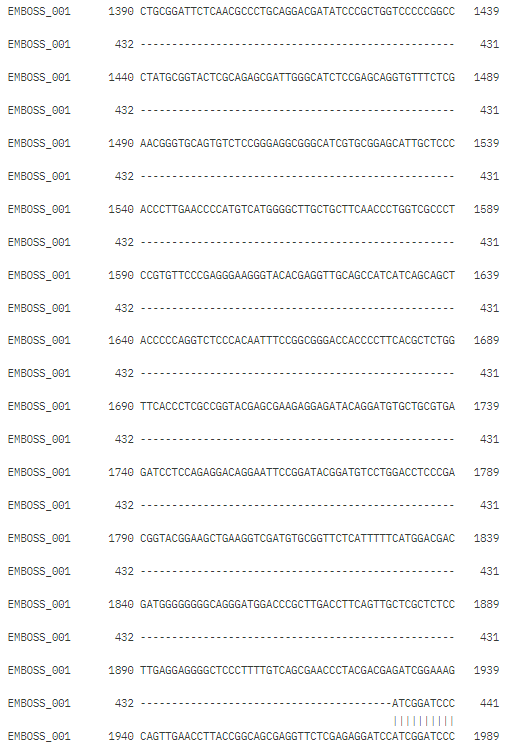 EMBOSS_001 1390 CTGCGGATTCTCAACGCCCTGCAGGACGATATCCCGCTGGTCCCCCGGCC 1439
EMBOSS_001 432 -------------------------------------------------- 431
EMBOSS_001 1440 CTATGCGGTACTCGCAGAGCGATTGGGCATCTCCGAGCAGGTGTTTCTCG 1489
EMBOSS_001 432 -------------------------------------------------- 431
EMBOSS_001 1490 AACGGGTGCAGTGTCTCCGGGAGGCGGGCATCGTGCGGAGCATTGCTCCC 1539
EMBOSS_001 432 -------------------------------------------------- 431
EMBOSS_001 1540 ACCCTTGAACCCCATGTCATGGGGCTTGCTGCTTCAACCCTGGTCGCCCT 1589
EMBOSS_001 432 -------------------------------------------------- 431
EMBOSS_001 1590 CCGTGTTCCCGAGGGAAGGGTACACGAGGTTGCAGCCATCATCAGCAGCT 1639
EMBOSS_001 432 -------------------------------------------------- 431
EMBOSS_001 1640 ACCCCCAGGTCTCCCACAATTTCCGGCGGGACCACCCCTTCACGCTCTGG 1689
EMBOSS_001 432 -------------------------------------------------- 431
EMBOSS_001 1690 TTCACCCTCGCCGGTACGAGCGAAGAGGAGATACAGGATGTGCTGCGTGA 1739
EMBOSS_001 432 -------------------------------------------------- 431
EMBOSS_001 1740 GATCCTCCAGAGGACAGGAATTCCGGATACGGATGTCCTGGACCTCCCGA 1789
EMBOSS_001 432 -------------------------------------------------- 431
EMBOSS_001 1790 CGGTACGGAAGCTGAAGGTCGATGTGCGGTTCTCATTTTTCATGGACGAC 1839
EMBOSS_001 432 -------------------------------------------------- 431
EMBOSS_001 1840 GATGGGGGGGCAGGGATGGACCCGCTTGACCTTCAGTTGCTCGCTCTCC 1889
EMBOSS_001 432 -------------------------------------------------- 431
EMBOSS_001 1890 TTGAGGAGGGGCTCCCTTTTGTCAGCGAACCCTACGACGAGATCGGAAAG 1939
EMBOSS_001 432 ----------------------------------------ATCGGATCCC 441
||||||||||
EMBOSS_001 1940 CAGTTGAACCTTACCGGCAGCGAGGTTCTCGAGAGGATCCATCGGATCCC 1989